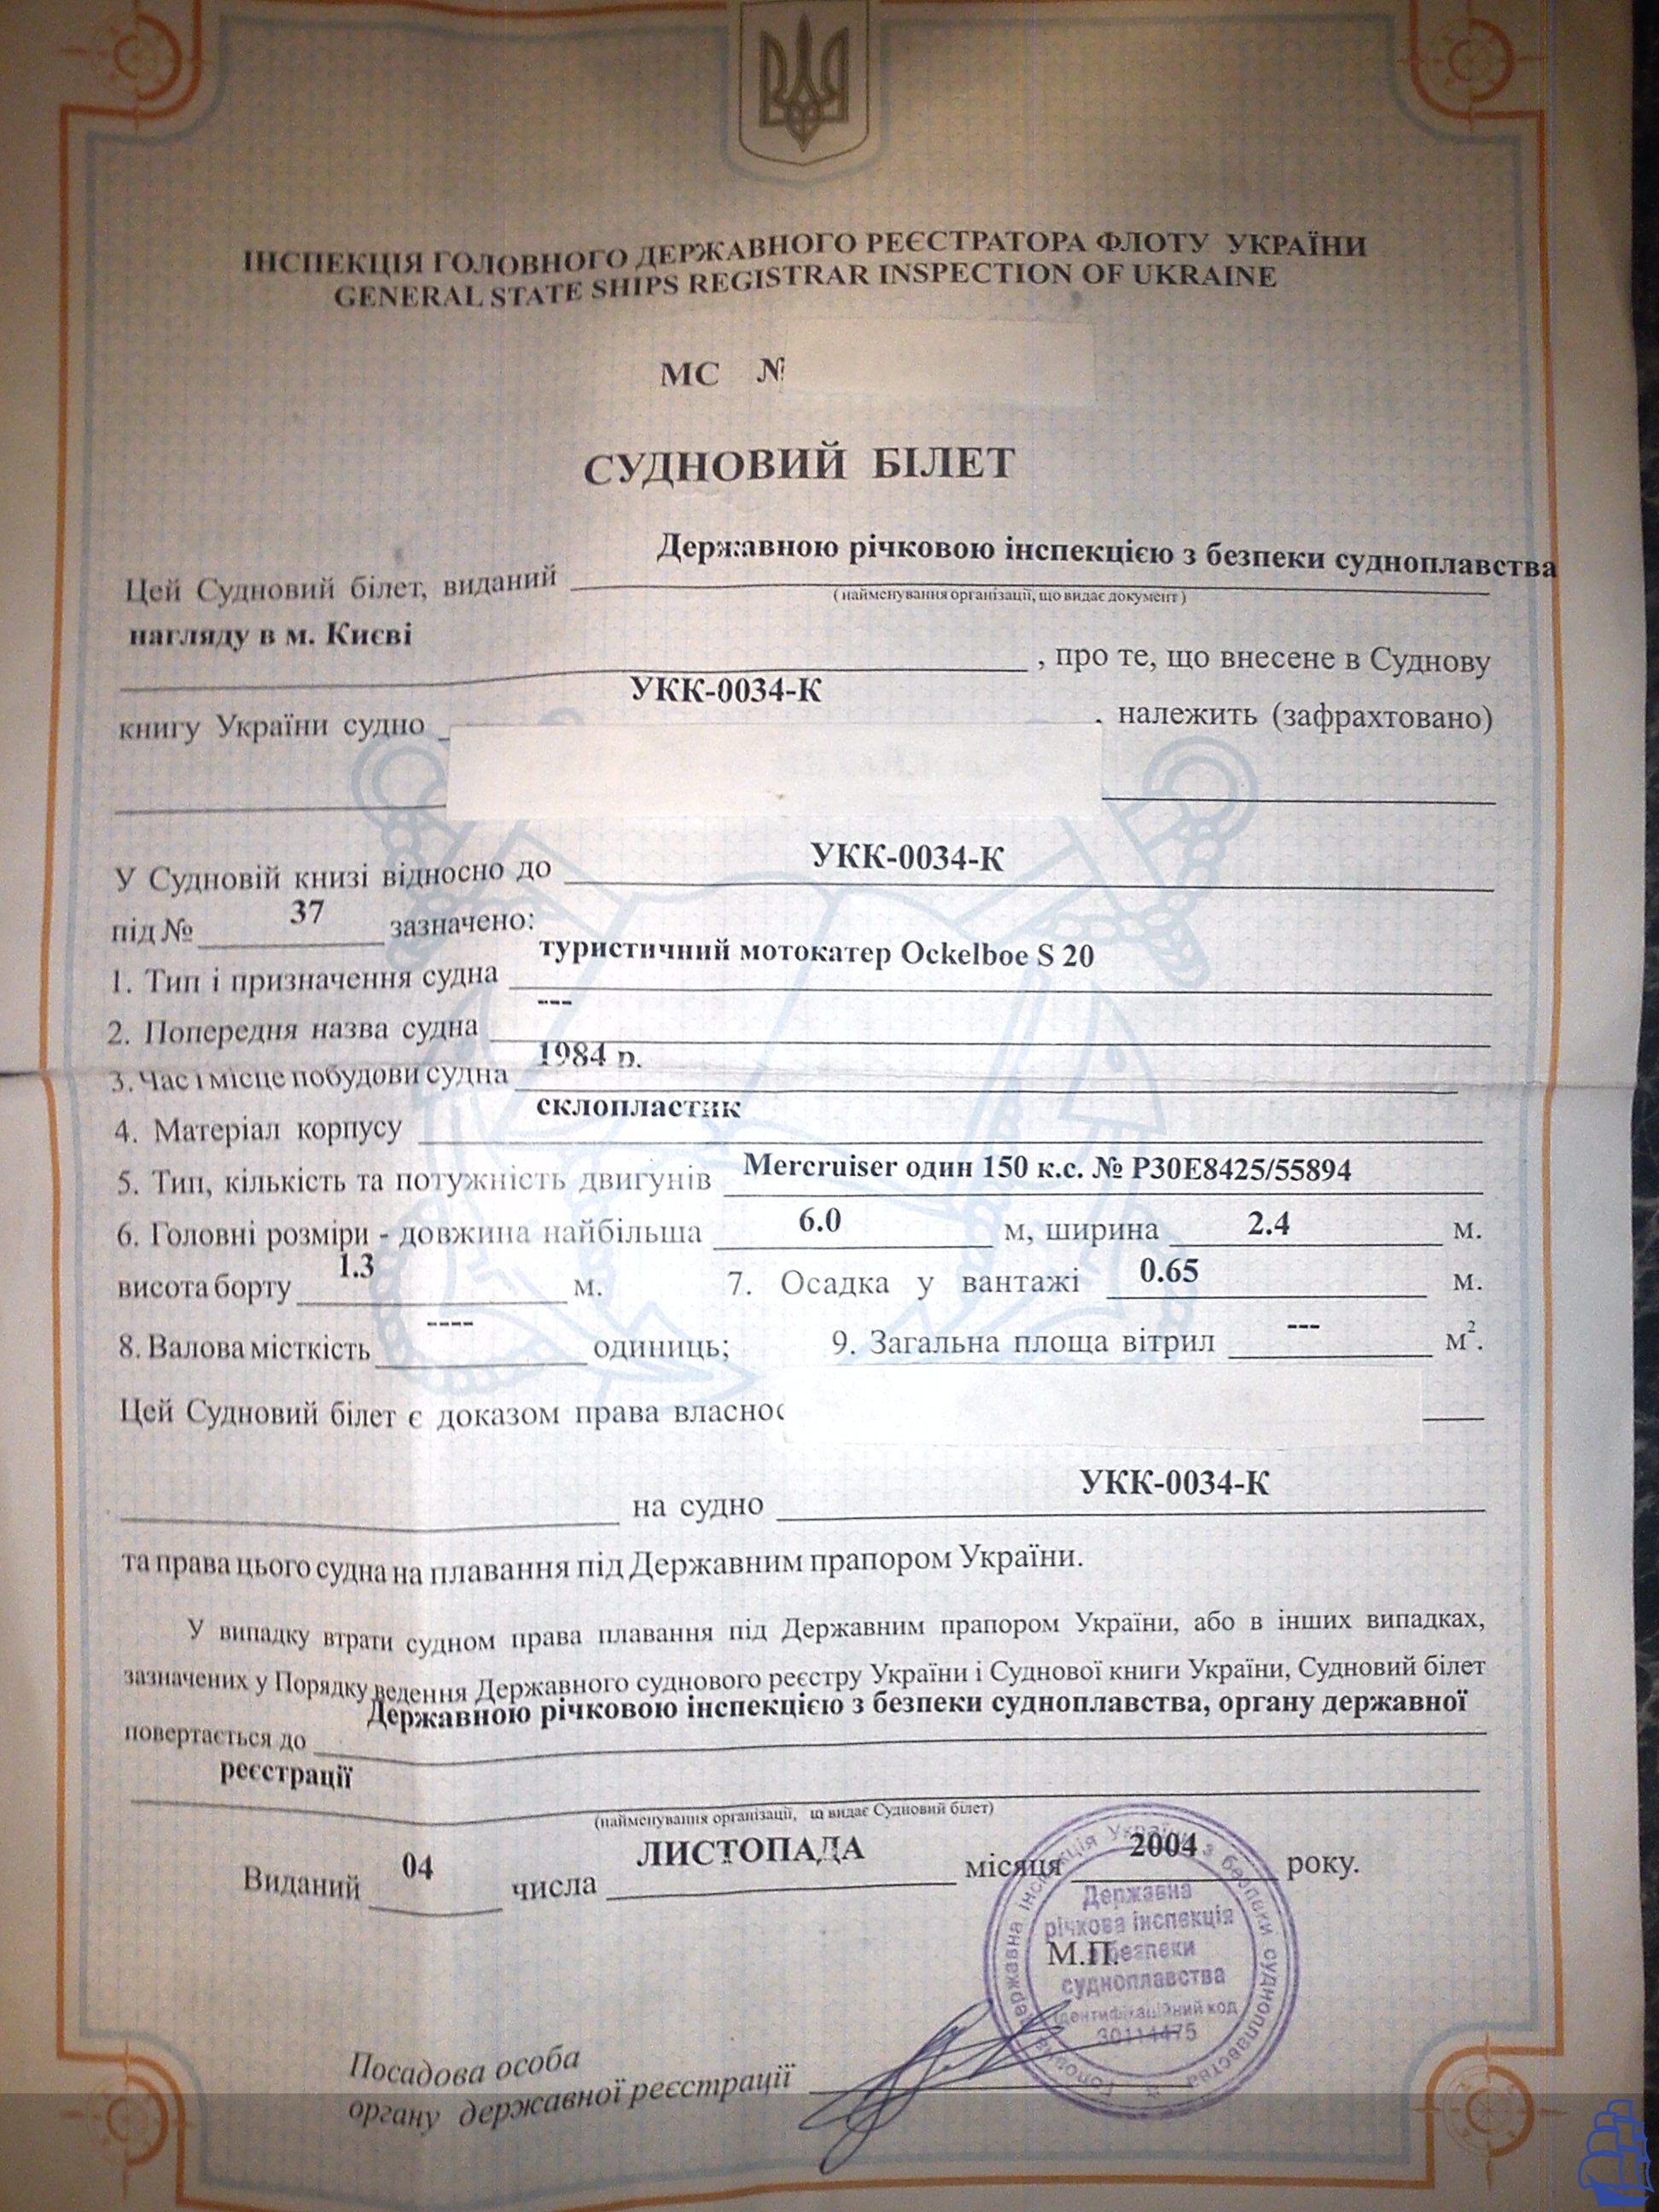 ІНСПЕКЦІЯ ГОЛОВНОГО ДЕРЖАВНОГО РЕЄСТРАТОРА ФЛОТУ УКРАЇНИ
GENERAL STATE SHIPS REGISTRAR INSPECTION OF UKRAINE
МС №
СУДНОВИЙ БІЛЕТ
Державною річковою інспекцією з безпеки судноплавства
Цей Судновий білет, виданий
(найменування організації, що видає документ)
нагляду в м. Києві
, про те, що внесене в Суднову
УКК-0034-К
книгу України судно , належить (зафрахтовано)
У Судновій книзі відносно до УКК-0034-К
під № 37 зазначено:
1. Тип і призначення судна туристичний мотокатер Ockelboe S 20
2. Попередня назва судна ---
3. Час і місце побудови судна 1984 р.
4. Матеріал корпусу склопластик
5. Тип, кількість та потужність двигунів Mercruiser один 150 к.с. № P30E8425/55894
6. Головні розміри - довжина найбільша 6.0 м, ширина 2.4 м.
висота борту 1.3 м. 7. Осадка у вантажі 0.65 м.
8. Валова місткість ---- одиниць; 9. Загальна площа вітрил --- м².
Цей Судновий білет є доказом права власнос
на судно УКК-0034-К
та права цього судна на плавання під Державним прапором України.
У випадку втрати судном права плавання під Державним прапором України, або в інших випадках,
зазначених у Порядку ведення Державного суднового реєстру України і Суднової книги України, Судновий білет
повертається до Державною річковою інспекцією з безпеки судноплавства, органу державної
реєстрації
(найменування організації, що видає Судновий білет)
Виданий 04 числа ЛИСТОПАДА місяця 2004 року.
Головна державна інспекція України з безпеки судноплавства
Державна
річкова інспекція
з безпеки
судноплавства
ідентифікаційний код
30114475
М.П.
Посадова особа
органу державної реєстрації